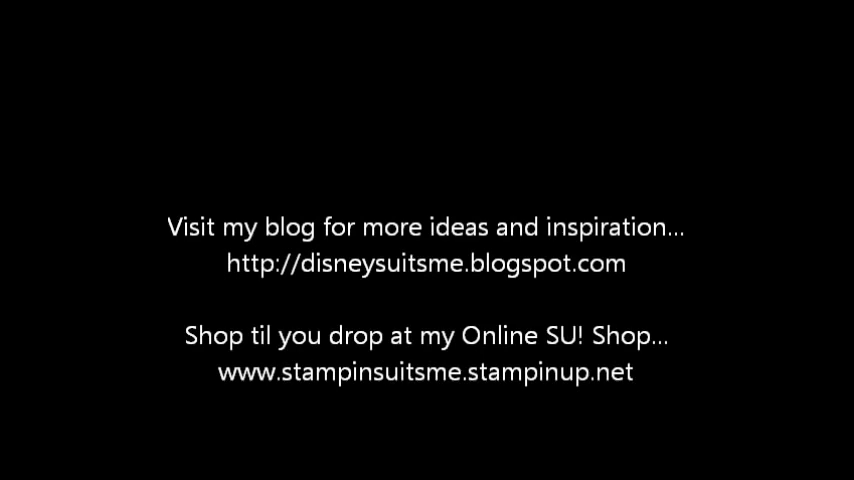 Visit my blog for more ideas and inspiration...
http://disneysuitsme.blogspot.com
Shop til you drop at my Online SU! Shop...
www.stampinsuitsme.stampinup.net